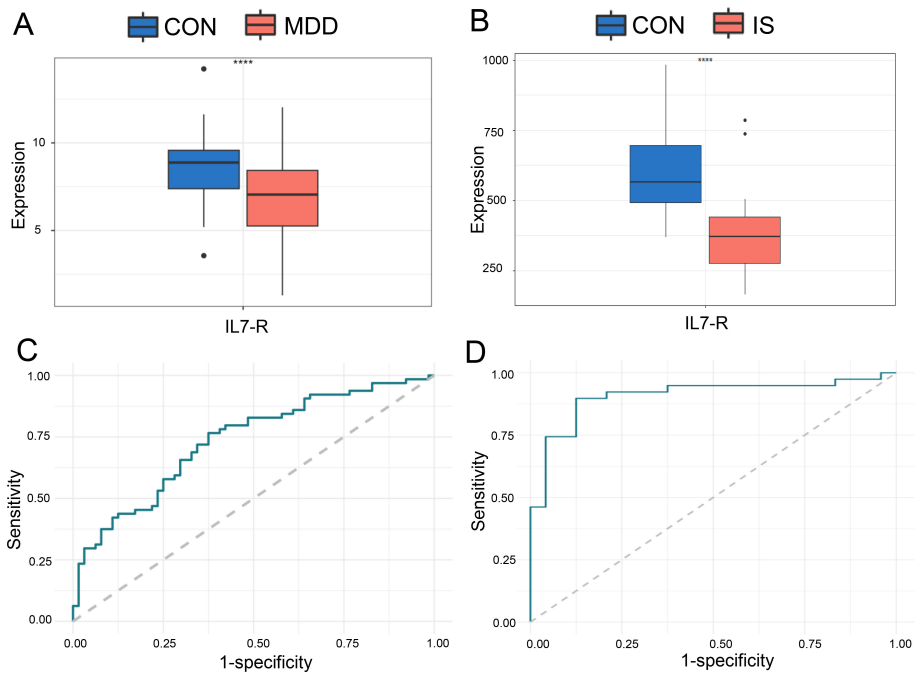 A
CON MDD
****
10
5
Expression
IL7-R
B
CON IS
****
1000
750
500
250
Expression
IL7-R
C
1.00
0.75
0.50
0.25
0.00
Sensitivity
0.00 0.25 0.50 0.75 1.00
1-specificity
D
1.00
0.75
0.50
0.25
0.00
Sensitivity
0.00 0.25 0.50 0.75 1.00
1-specificity